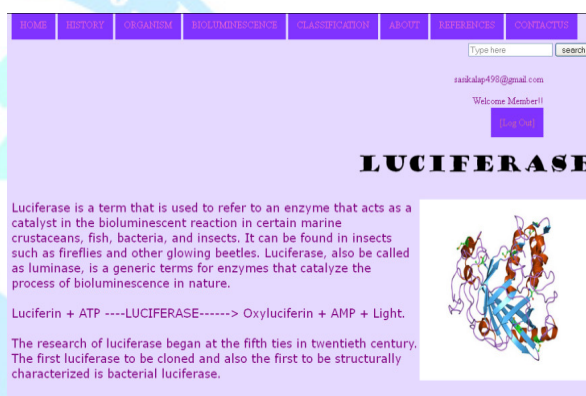 HOME HISTORY ORGANISM BIOLUMINESCENCE CLASSIFICATION ABOUT REFERENCES CONTACTUS
Type here search
sasikalap498@gmail.com
Welcome Member!!
[Log Out]
LUCIFERASE
Luciferase is a term that is used to refer to an enzyme that acts as a
catalyst in the bioluminescent reaction in certain marine
crustaceans, fish, bacteria, and insects. It can be found in insects
such as fireflies and other glowing beetles. Luciferase, also be called
as luminase, is a generic terms for enzymes that catalyze the
process of bioluminescence in nature.
Luciferin + ATP ----LUCIFERASE------> Oxyluciferin + AMP + Light.
The research of luciferase began at the fifth ties in twentieth century.
The first luciferase to be cloned and also the first to be structurally
characterized is bacterial luciferase.